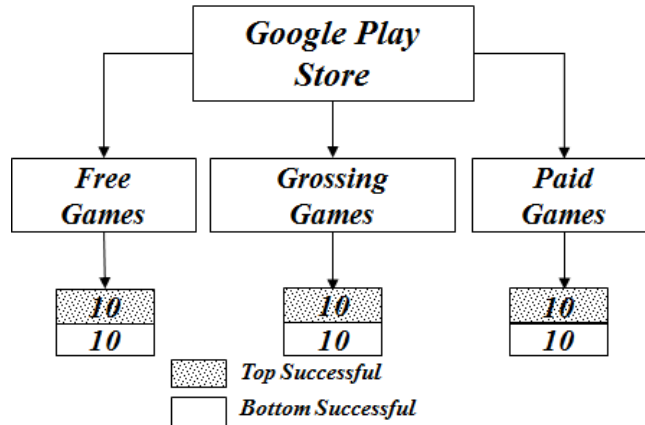 Google Play
Store
Free
Games
Grossing
Games
Paid
Games
10
10
10
10
10
10
Top Successful
Bottom Successful